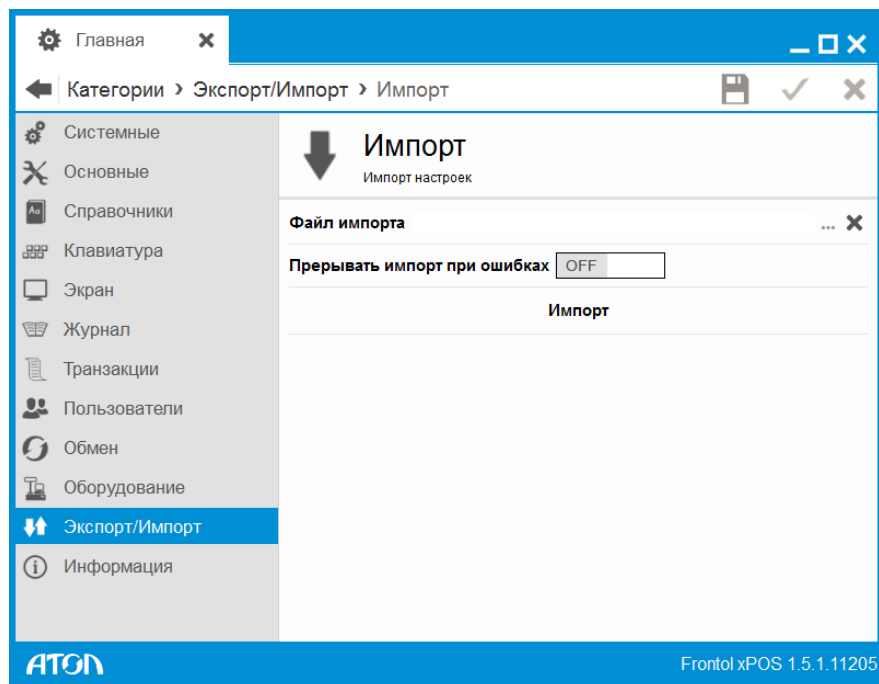 Главная
Категории › Экспорт/Импорт › Импорт
Системные
Основные
Справочники
Клавиатура
Экран
Журнал
Транзакции
Пользователи
Обмен
Оборудование
Экспорт/Импорт
Информация
Импорт
Импорт настроек
Файл импорта ...
Прерывать импорт при ошибках OFF
Импорт
ATOL
Frontol xPOS 1.5.1.11205